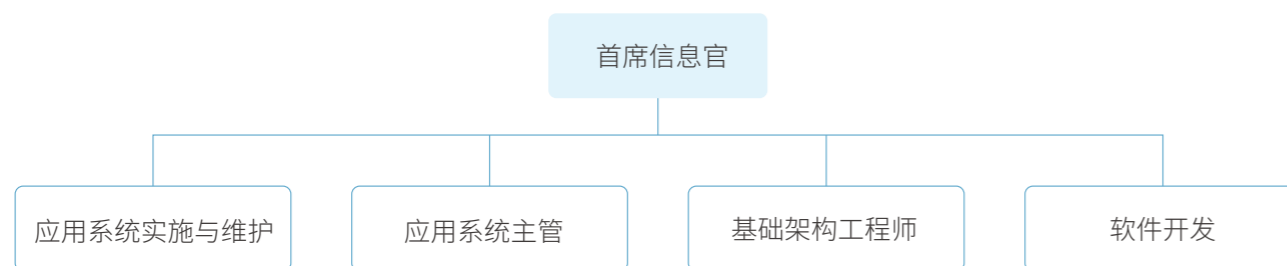 首席信息官
应用系统实施与维护
应用系统主管
基础架构工程师
软件开发